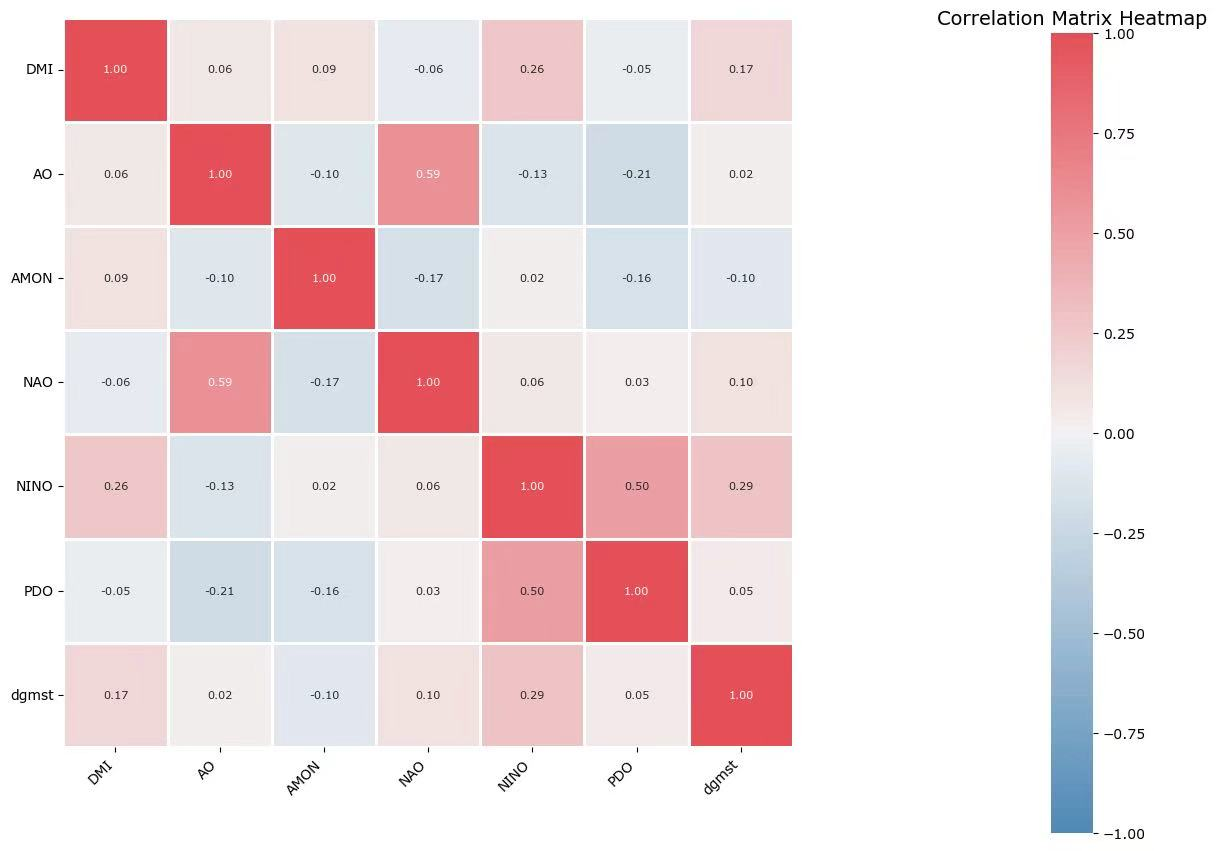 Correlation Matrix Heatmap
DMI 1.00 0.06 0.09 -0.06 0.26 -0.05 0.17
AO 0.06 1.00 -0.10 0.59 -0.13 -0.21 0.02
AMON 0.09 -0.10 1.00 -0.17 0.02 -0.16 -0.10
NAO -0.06 0.59 -0.17 1.00 0.06 0.03 0.10
NINO 0.26 -0.13 0.02 0.06 1.00 0.50 0.29
PDO -0.05 -0.21 -0.16 0.03 0.50 1.00 0.05
dgmst 0.17 0.02 -0.10 0.10 0.29 0.05 1.00
DMI AO AMON NAO NINO PDO dgmst
1.00
0.75
0.50
0.25
0.00
−0.25
−0.50
−0.75
−1.00